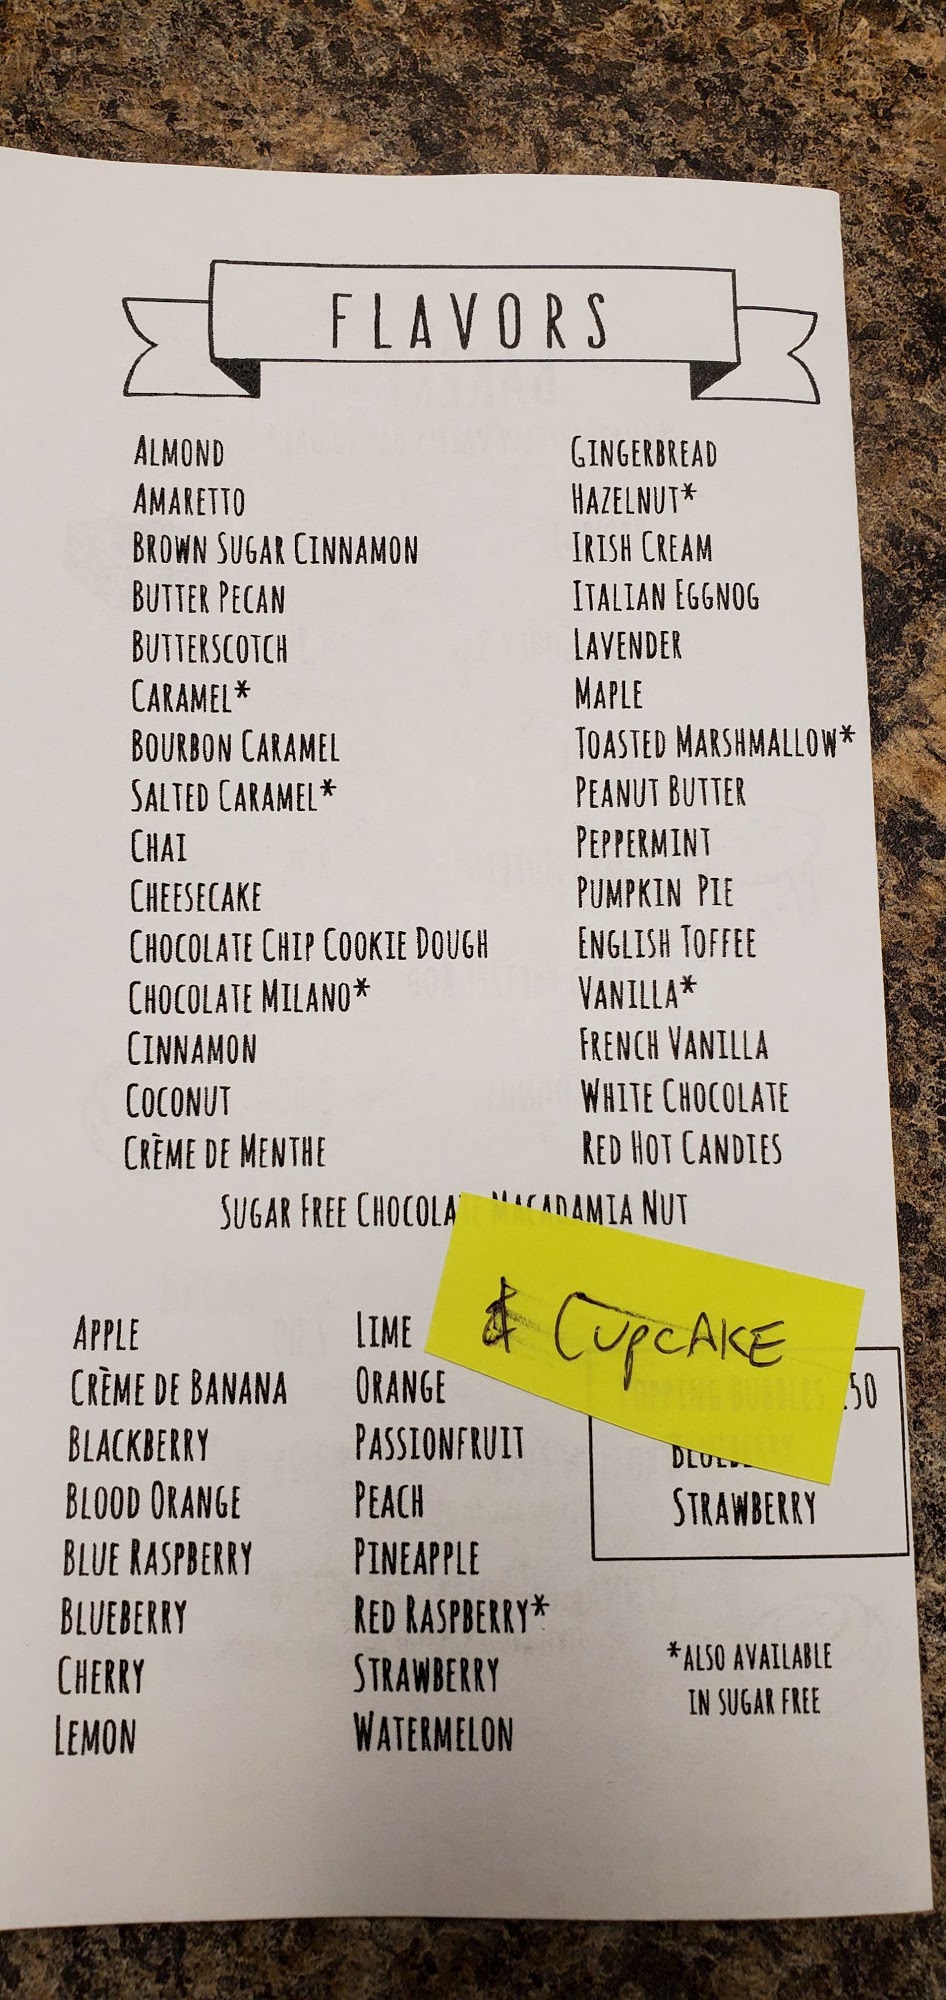 FLAVORS
ALMOND
AMARETTO
BROWN SUGAR CINNAMON
BUTTER PECAN
BUTTERSCOTCH
CARAMEL*
BOURBON CARAMEL
SALTED CARAMEL*
CHAI
CHEESECAKE
CHOCOLATE CHIP COOKIE DOUGH
CHOCOLATE MILANO*
CINNAMON
COCONUT
CRÈME DE MENTHE
GINGERBREAD
HAZELNUT*
IRISH CREAM
ITALIAN EGGNOG
LAVENDER
MAPLE
TOASTED MARSHMALLOW*
PEANUT BUTTER
PEPPERMINT
PUMPKIN PIE
ENGLISH TOFFEE
VANILLA*
FRENCH VANILLA
WHITE CHOCOLATE
RED HOT CANDIES
SUGAR FREE CHOCOLATE MACADAMIA NUT
& CUPCAKE
APPLE
CRÈME DE BANANA
BLACKBERRY
BLOOD ORANGE
BLUE RASPBERRY
BLUEBERRY
CHERRY
LEMON
LIME
ORANGE
PASSIONFRUIT
PEACH
PINEAPPLE
RED RASPBERRY*
STRAWBERRY
WATERMELON
POPPING BUBBLES .50
BLUEBERRY
STRAWBERRY
*ALSO AVAILABLE
IN SUGAR FREE